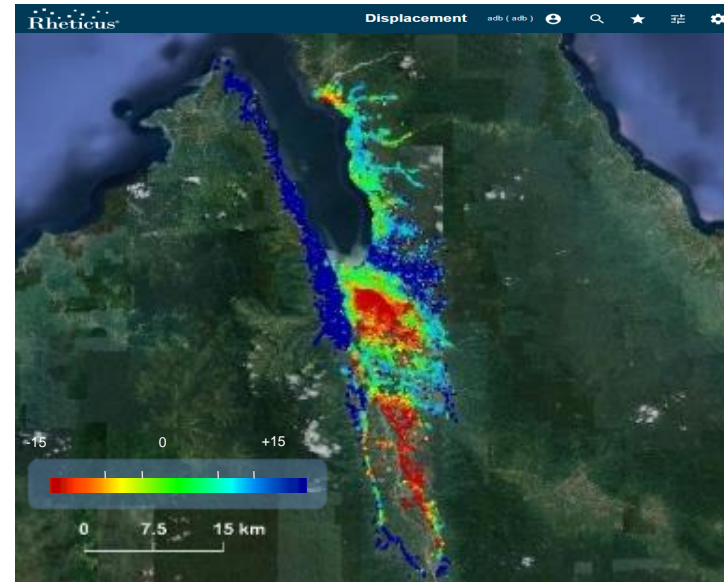 Rheticus®
Displacement
adb ( adb )
-15 0 +15
0 7.5 15 km